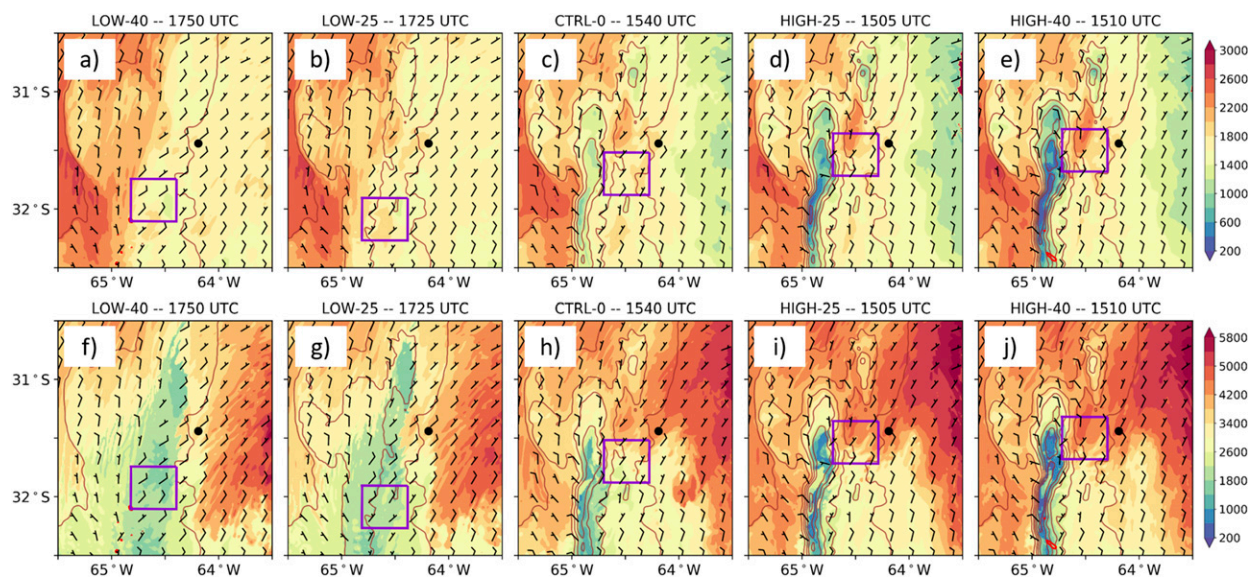 LOW-40 -- 1750 UTC
LOW-25 -- 1725 UTC
CTRL-0 -- 1540 UTC
HIGH-25 -- 1505 UTC
HIGH-40 -- 1510 UTC
a)
b)
c)
d)
e)
31°S
32°S
65°W
64°W
65°W
64°W
65°W
64°W
65°W
64°W
65°W
64°W
3000
2600
2200
1800
1400
1000
600
200
LOW-40 -- 1750 UTC
LOW-25 -- 1725 UTC
CTRL-0 -- 1540 UTC
HIGH-25 -- 1505 UTC
HIGH-40 -- 1510 UTC
f)
g)
h)
i)
j)
31°S
32°S
65°W
64°W
65°W
64°W
65°W
64°W
65°W
64°W
65°W
64°W
5800
5000
4200
3400
2600
1800
1000
200